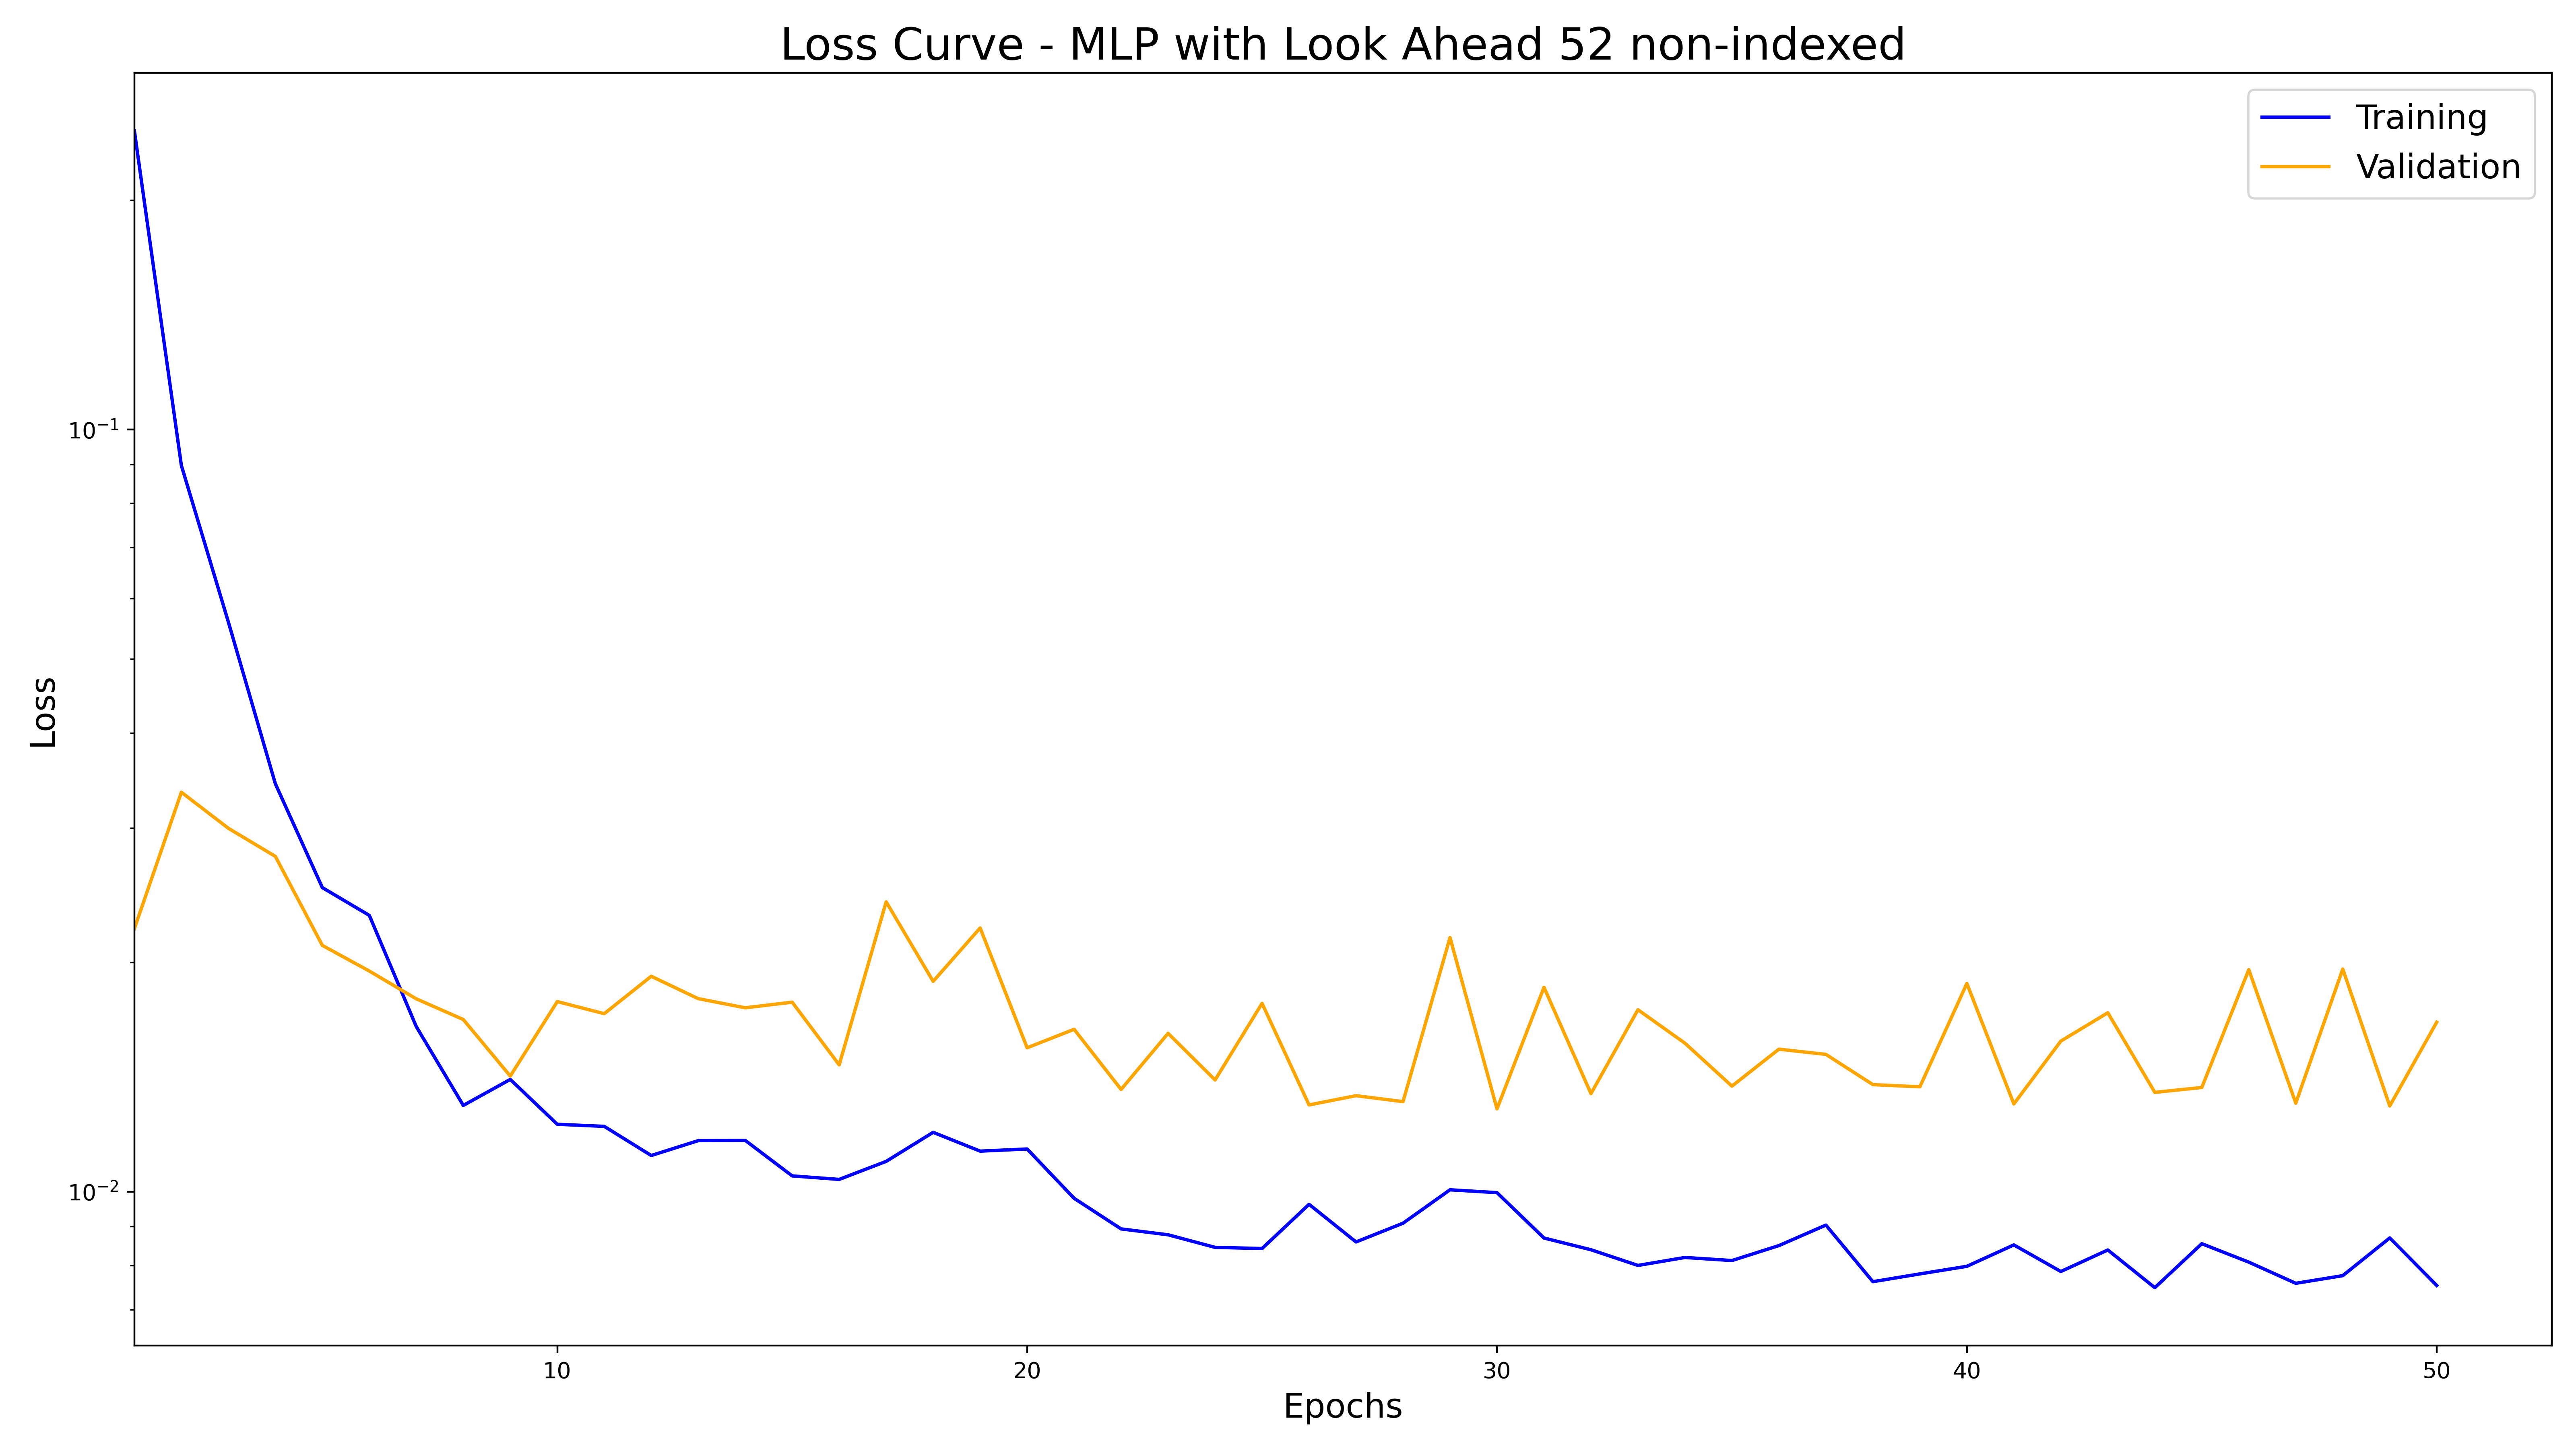 Loss Curve - MLP with Look Ahead 52 non-indexed
Training
Validation
10⁻¹
10⁻²
Loss
10 20 30 40 50
Epochs